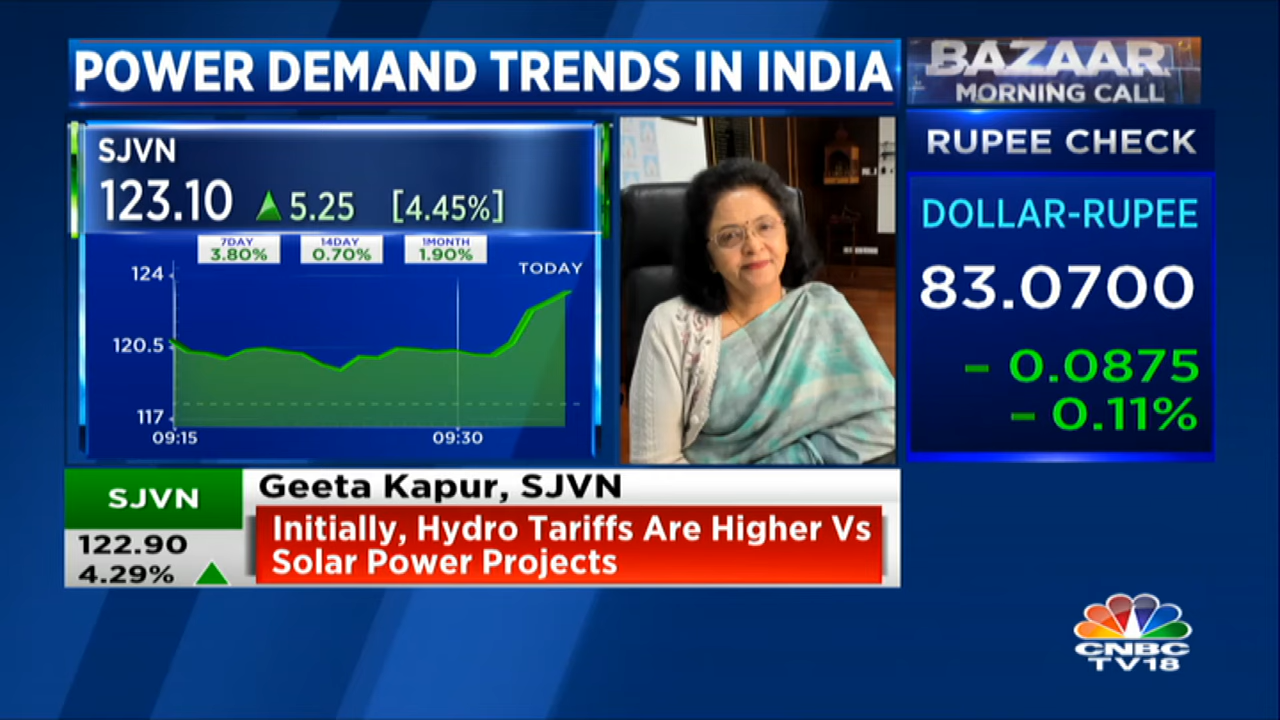 POWER DEMAND TRENDS IN INDIA
BAZAAR
MORNING CALL
SJVN
123.10 ▲ 5.25 [4.45%]
7DAY 14DAY 1MONTH
3.80% 0.70% 1.90%
TODAY
124
120.5
117
09:15 09:30
RUPEE CHECK
DOLLAR-RUPEE
83.0700
- 0.0875
- 0.11%
SJVN
122.90
4.29% ▲
Geeta Kapur, SJVN
Initially, Hydro Tariffs Are Higher Vs
Solar Power Projects
CNBC
TV18